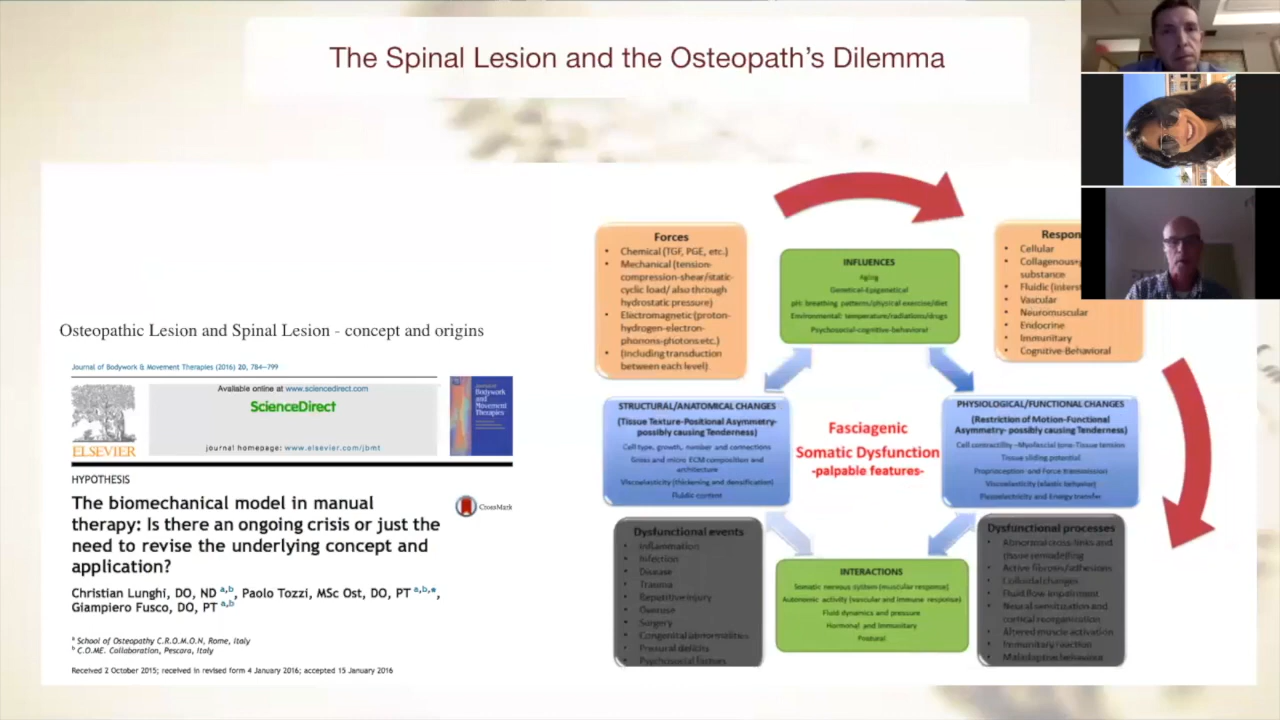 The Spinal Lesion and the Osteopath's Dilemma
Osteopathic Lesion and Spinal Lesion - concept and origins
Journal of Bodywork & Movement Therapies (2016) 20, 784–799
Available online at www.sciencedirect.com
ScienceDirect
journal homepage: www.elsevier.com/jbmt
ELSEVIER
Journal of
Bodywork
and
Movement
Therapies
HYPOTHESIS
The biomechanical model in manual
therapy: Is there an ongoing crisis or just the
need to revise the underlying concept and
application?
CrossMark
Christian Lunghi, DO, ND a,b, Paolo Tozzi, MSc Ost, DO, PT a,b,*,
Giampiero Fusco, DO, PT a,b
a School of Osteopathy C.R.O.M.O.N, Rome, Italy
b C.O.ME. Collaboration, Pescara, Italy
Received 2 October 2015; received in revised form 4 January 2016; accepted 15 January 2016
Forces
• Chemical (TGF, PGE, etc.)
• Mechanical (tension-
compression-shear/static-
cyclic load/ also through
hydrostatic pressure)
• Electromagnetic (proton-
hydrogen-electron-
phonons-photons etc.)
• (including transduction
between each level)
INFLUENCES
Aging
Genetical-Epigenetical
pH: breathing patterns/physical exercise/diet
Environmental: temperature/radiations/drugs
Psychosocial-cognitive-behavioral
Respon
• Cellular
• Collagenous
substance
• Fluidic (inters
• Vascular
• Neuromuscular
• Endocrine
• Immunitary
• Cognitive-Behavioral
STRUCTURAL/ANATOMICAL CHANGES
(Tissue Texture-Positional Asymmetry-
possibly causing Tenderness)
Cell type, growth, number and connections
Gross and micro ECM composition and
architecture
Viscoelasticity (thickening and densification)
Fluidic content
Fasciagenic
Somatic Dysfunction
-palpable features-
PHYSIOLOGICAL/FUNCTIONAL CHANGES
(Restriction of Motion-Functional
Asymmetry- possibly causing Tenderness)
Cell contractility -Myofascial tone-Tissue tension
Tissue sliding potential
Proprioception and Force transmission
Viscoelasticity (elastic behavior)
Piezoelectricity and Energy transfer
Dysfunctional events
• Inflammation
• Infection
• Disease
• Trauma
• Repetitive injury
• Overuse
• Surgery
• Congenital abnormalities
• Postural deficits
• Psychosocial factors
INTERACTIONS
Somatic nervous system (muscular response)
Autonomic activity (vascular and immune response)
Fluid dynamics and pressure
Hormonal and Immunitary
Postural
Dysfunctional processes
• Abnormal cross-links and
tissue remodelling
• Active fibrosis/adhesions
• Colloidal changes
• Fluid flow impairment
• Neural sensitization and
cortical reorganisation
• Altered muscle activation
• Immunitary reaction
• Maladaptive behaviour